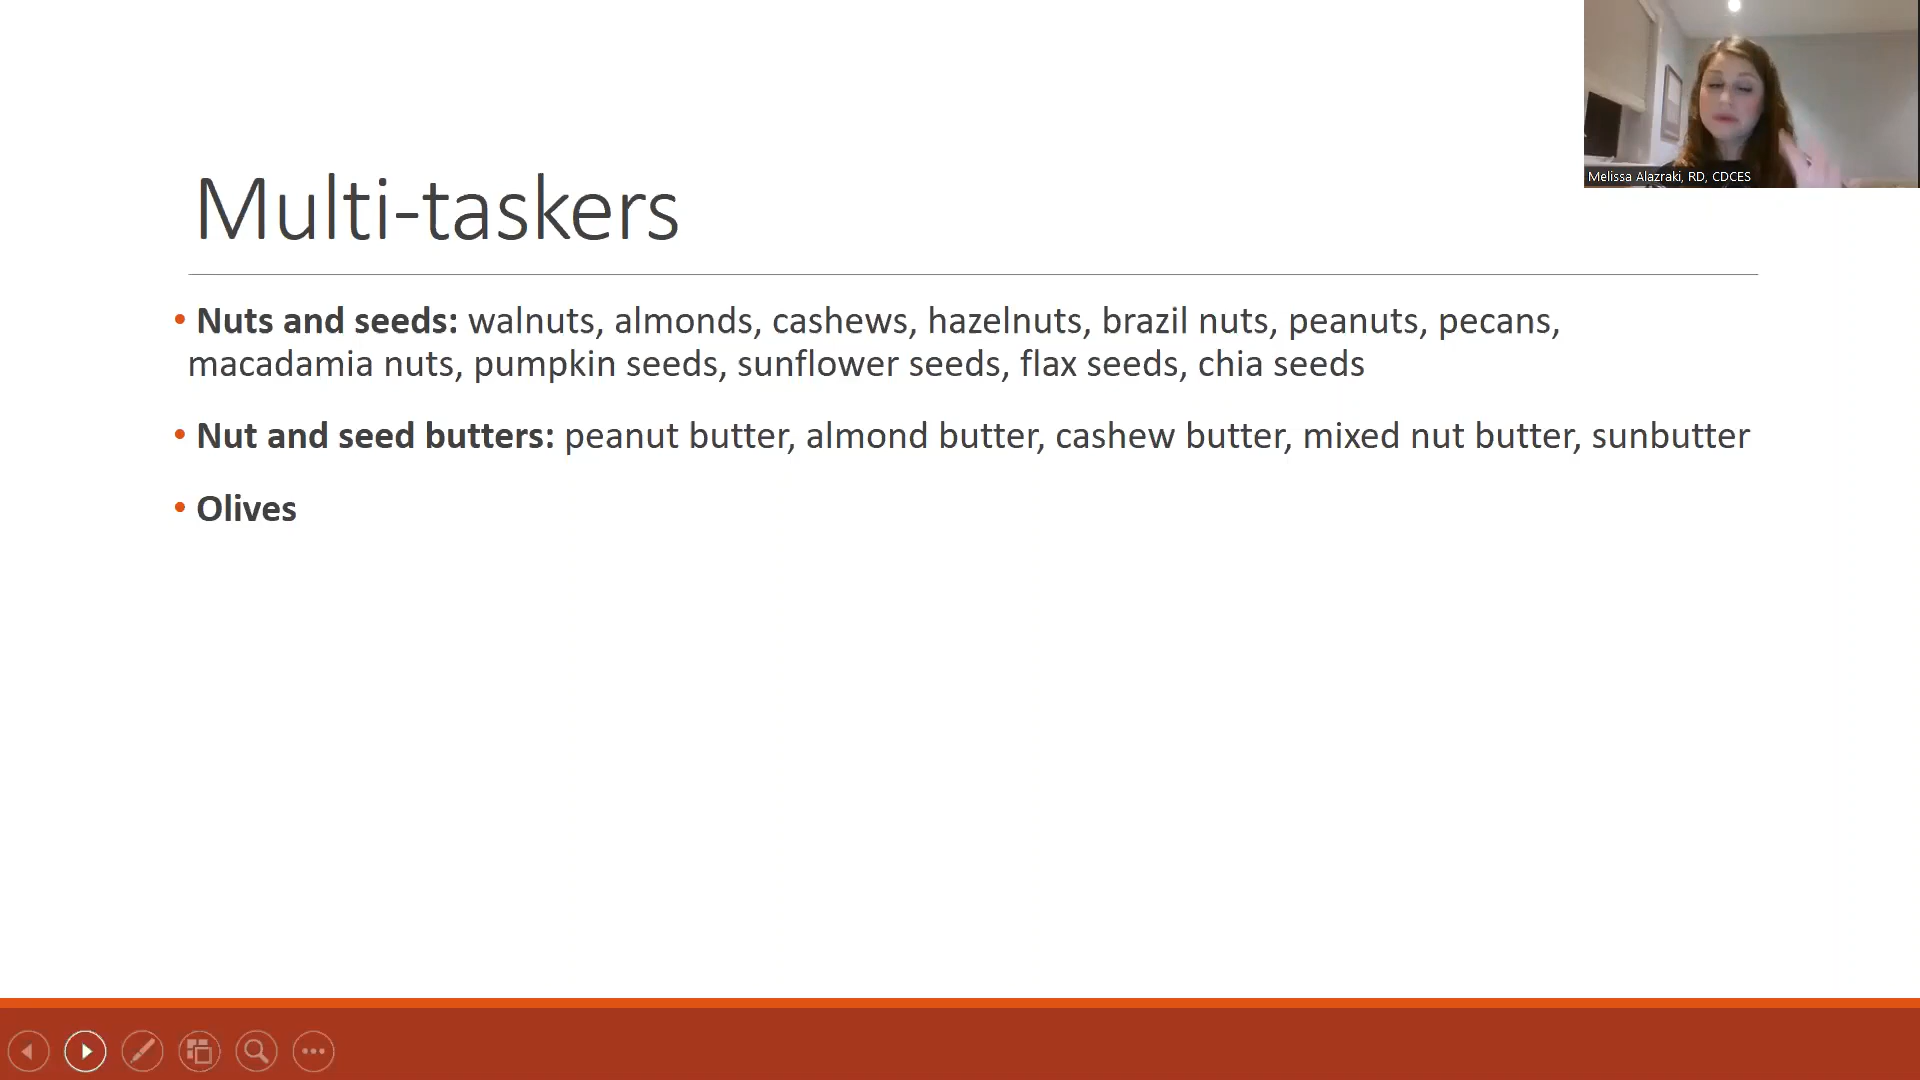 Melissa Alazraki, RD, CDCES
Multi-taskers
• Nuts and seeds: walnuts, almonds, cashews, hazelnuts, brazil nuts, peanuts, pecans,
macadamia nuts, pumpkin seeds, sunflower seeds, flax seeds, chia seeds
• Nut and seed butters: peanut butter, almond butter, cashew butter, mixed nut butter, sunbutter
• Olives